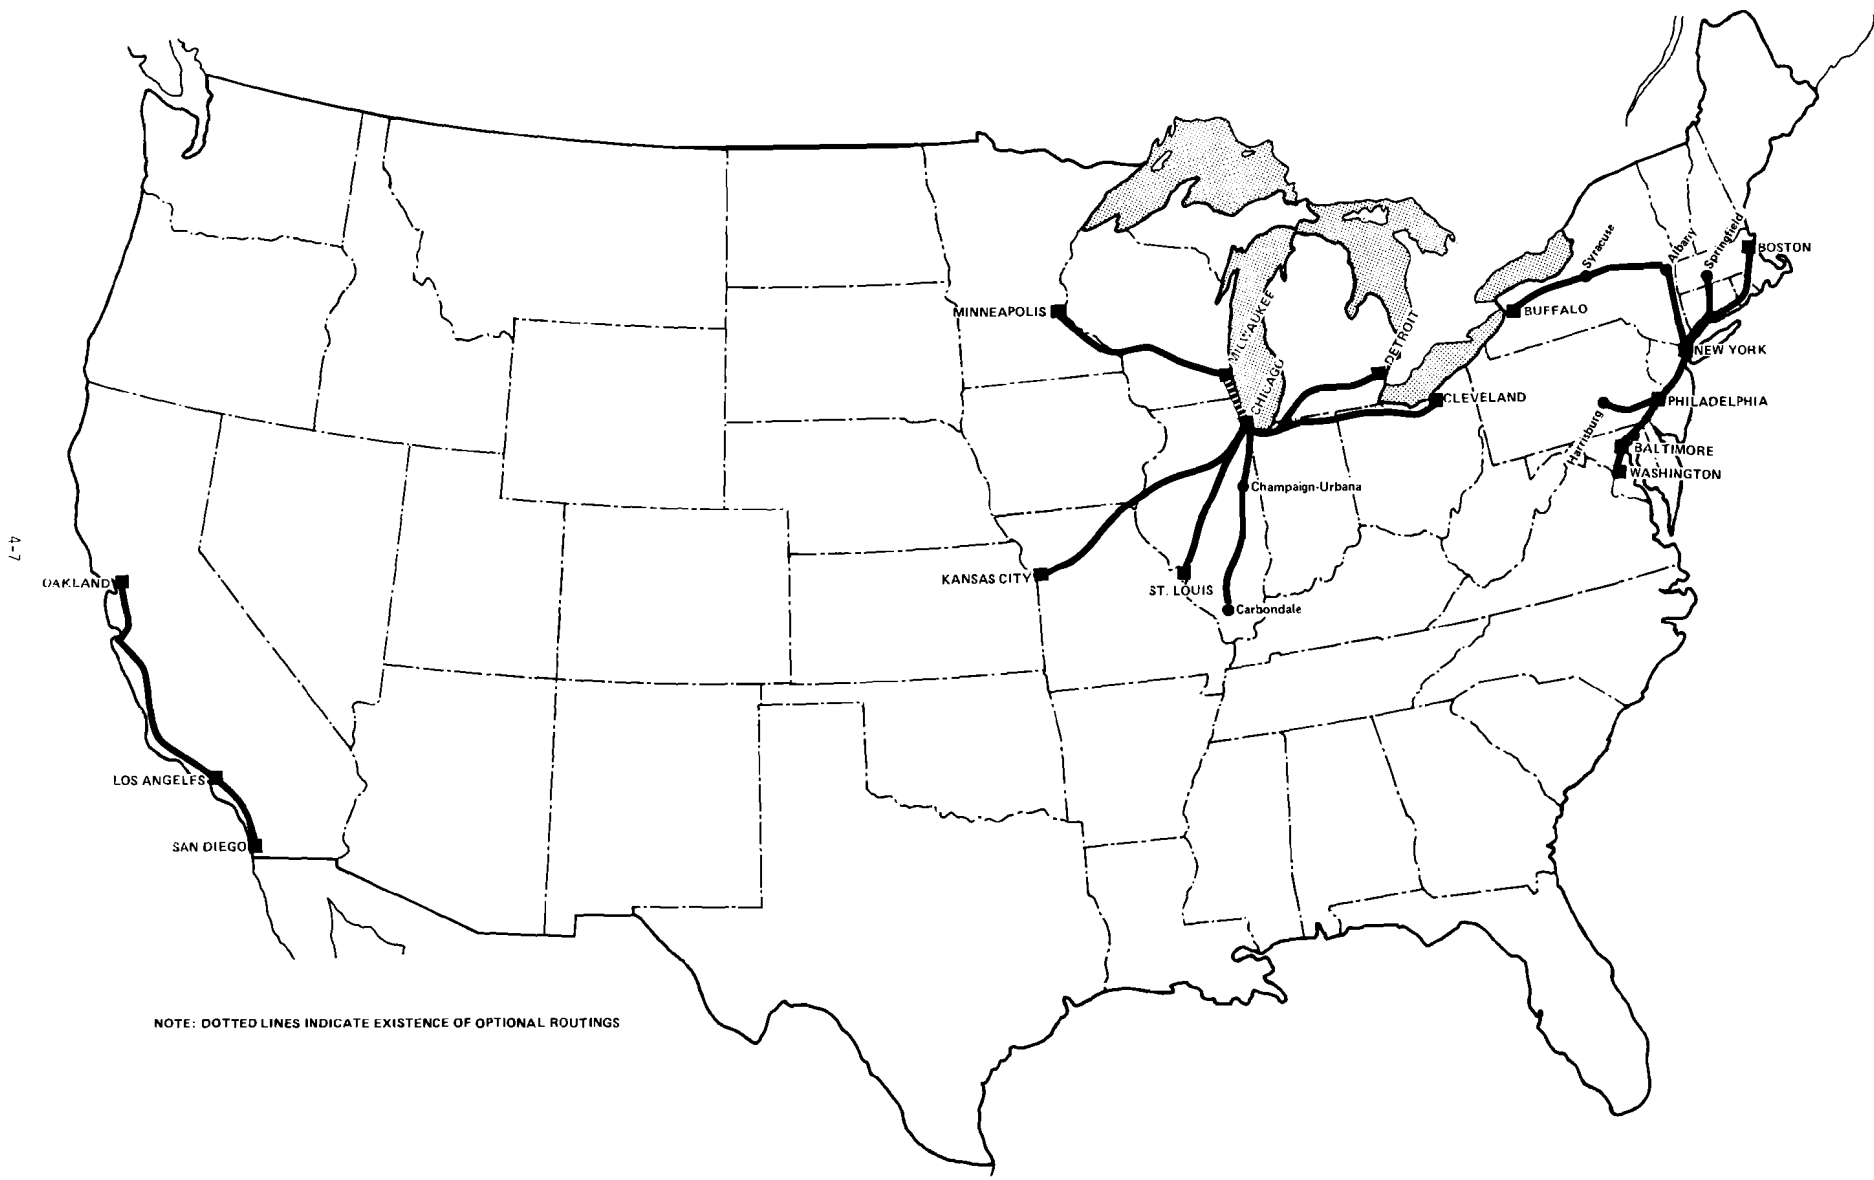 Syracuse
Albany
Springfield
BOSTON
MINNEAPOLIS
MILWAUKEE
DETROIT
BUFFALO
NEW YORK
CHICAGO
CLEVELAND
PHILADELPHIA
Harrisburg
BALTIMORE
WASHINGTON
Champaign-Urbana
4-7
OAKLAND
KANSAS CITY
ST. LOUIS
Carbondale
LOS ANGELES
SAN DIEGO
NOTE: DOTTED LINES INDICATE EXISTENCE OF OPTIONAL ROUTINGS